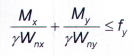 M_x / γW_nx + M_y / γW_ny ≤ f_y